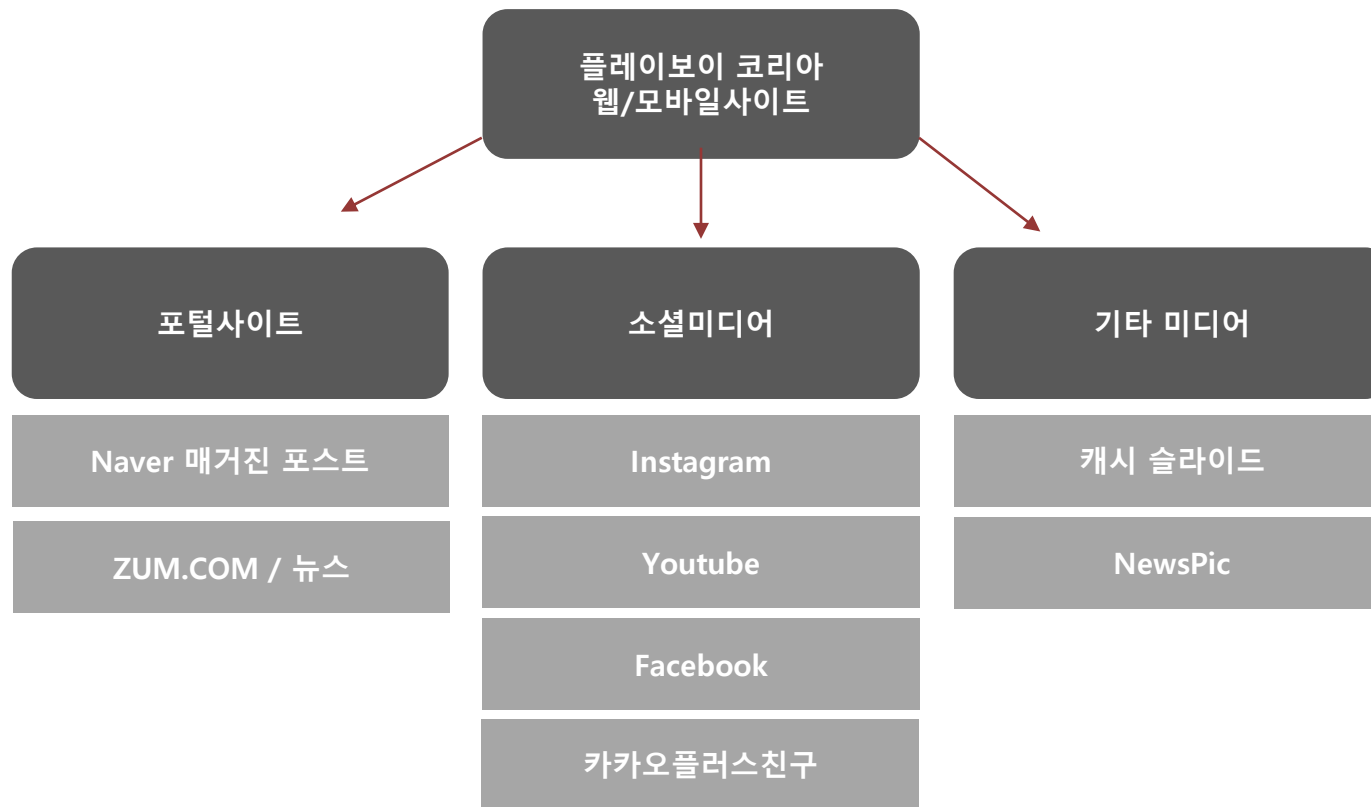 플레이보이 코리아
웹/모바일사이트
포털사이트
소셜미디어
기타 미디어
Naver 매거진 포스트
Instagram
캐시 슬라이드
ZUM.COM / 뉴스
Youtube
NewsPic
Facebook
카카오플러스친구